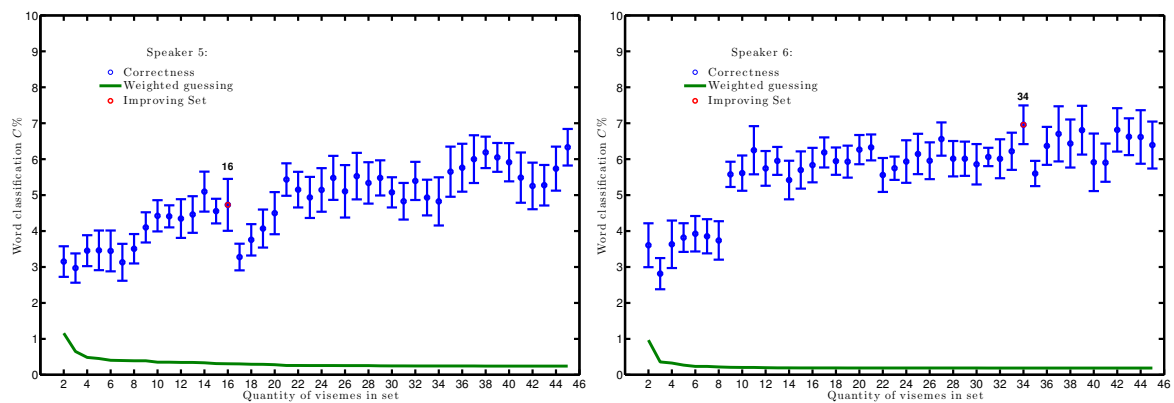 Speaker 5:
Correctness
Weighted guessing
Improving Set
16
Word classification C%
10
9
8
7
6
5
4
3
2
1
0
2 4 6 8 10 12 14 16 18 20 22 24 26 28 30 32 34 36 38 40 42 44 46
Quantity of visemes in set
Speaker 6:
Correctness
Weighted guessing
Improving Set
34
Word classification C%
10
9
8
7
6
5
4
3
2
1
0
2 4 6 8 10 12 14 16 18 20 22 24 26 28 30 32 34 36 38 40 42 44 46
Quantity of visemes in set